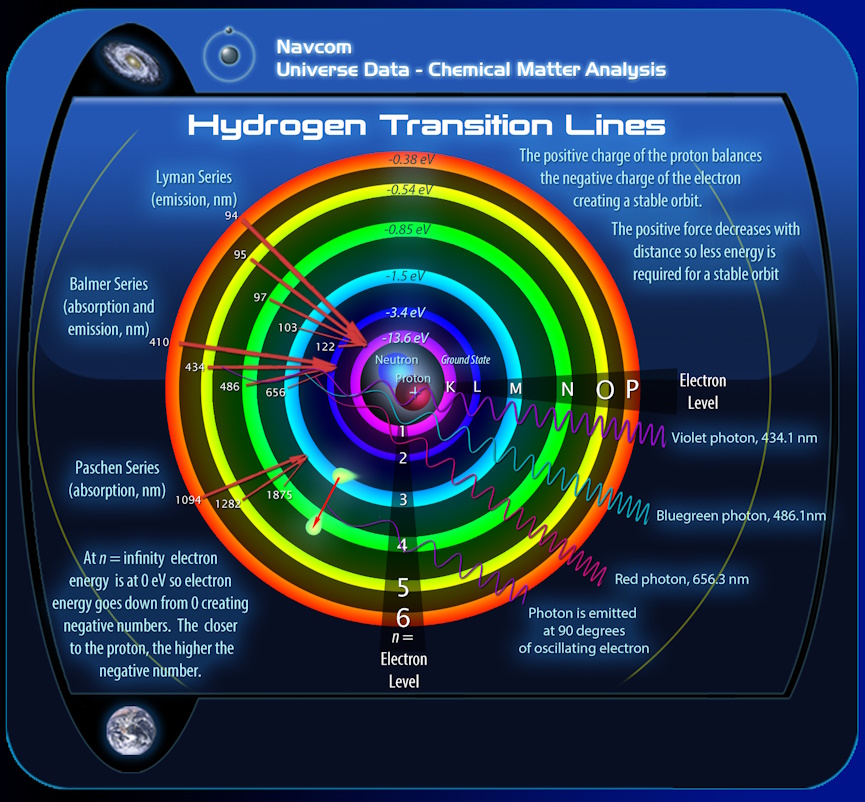 Navcom
Universe Data - Chemical Matter Analysis
Hydrogen Transition Lines
The positive charge of the proton balances
the negative charge of the electron
creating a stable orbit.
The positive force decreases with
distance so less energy is
required for a stable orbit
Lyman Series
(emission, nm)
94
95
97
103
122
Balmer Series
(absorption and
emission, nm)
410
434
486
656
Paschen Series
(absorption, nm)
1094
1282
1875
-0.38 eV
-0.54 eV
-0.85 eV
-1.5 eV
-3.4 eV
-13.6 eV
Neutron
Proton
+
Ground State
K L M N O P
Electron
Level
1
2
3
4
5
6
n =
Electron
Level
Violet photon, 434.1 nm
Bluegreen photon, 486.1nm
Red photon, 656.3 nm
Photon is emitted
at 90 degrees
of oscillating electron
At n = infinity electron
energy is at 0 eV so electron
energy goes down from 0 creating
negative numbers. The closer
to the proton, the higher the
negative number.